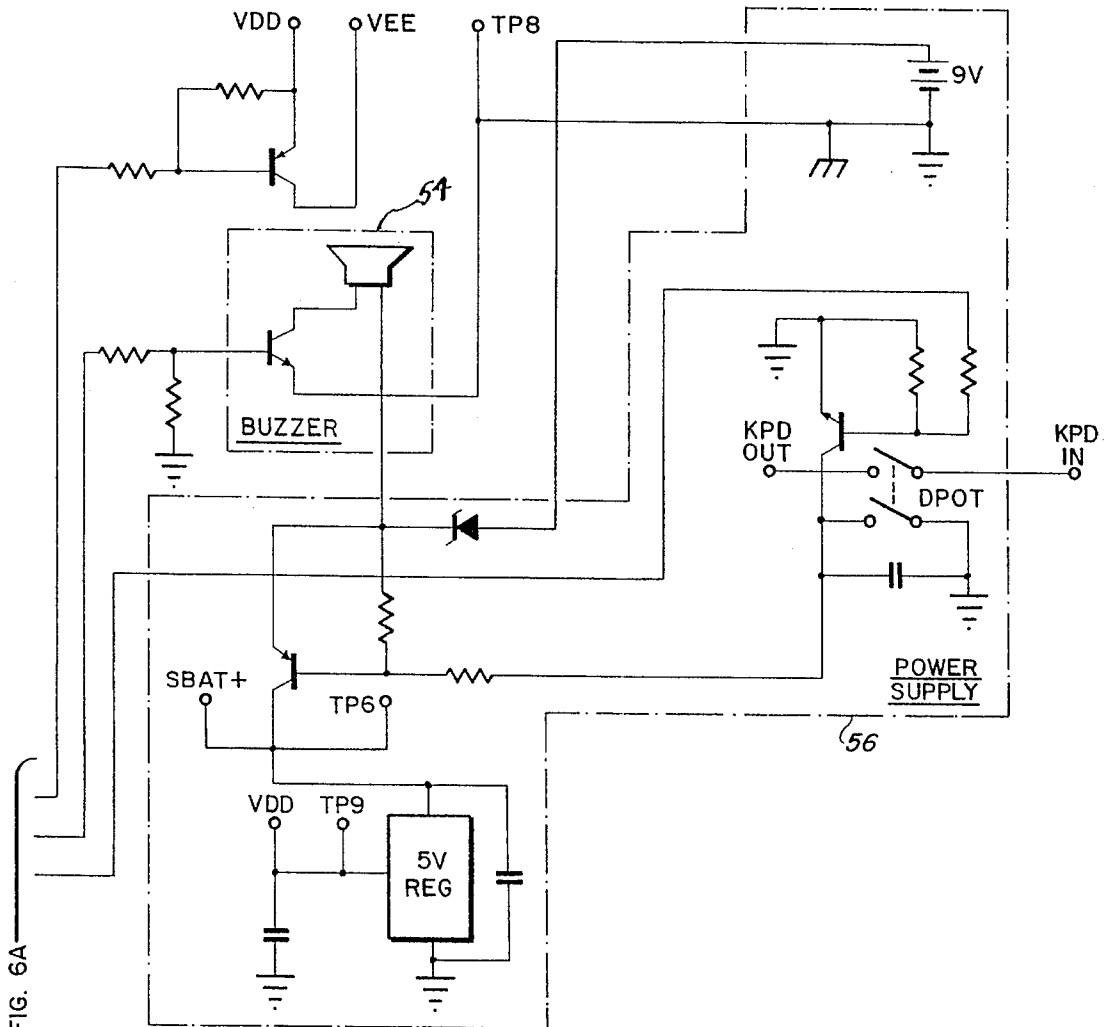 VDD
VEE
TP8
9V
54
BUZZER
KPD
OUT
KPD
IN
DPOT
POWER
SUPPLY
56
SBAT+
TP6
VDD
TP9
5V
REG
FIG. 6A